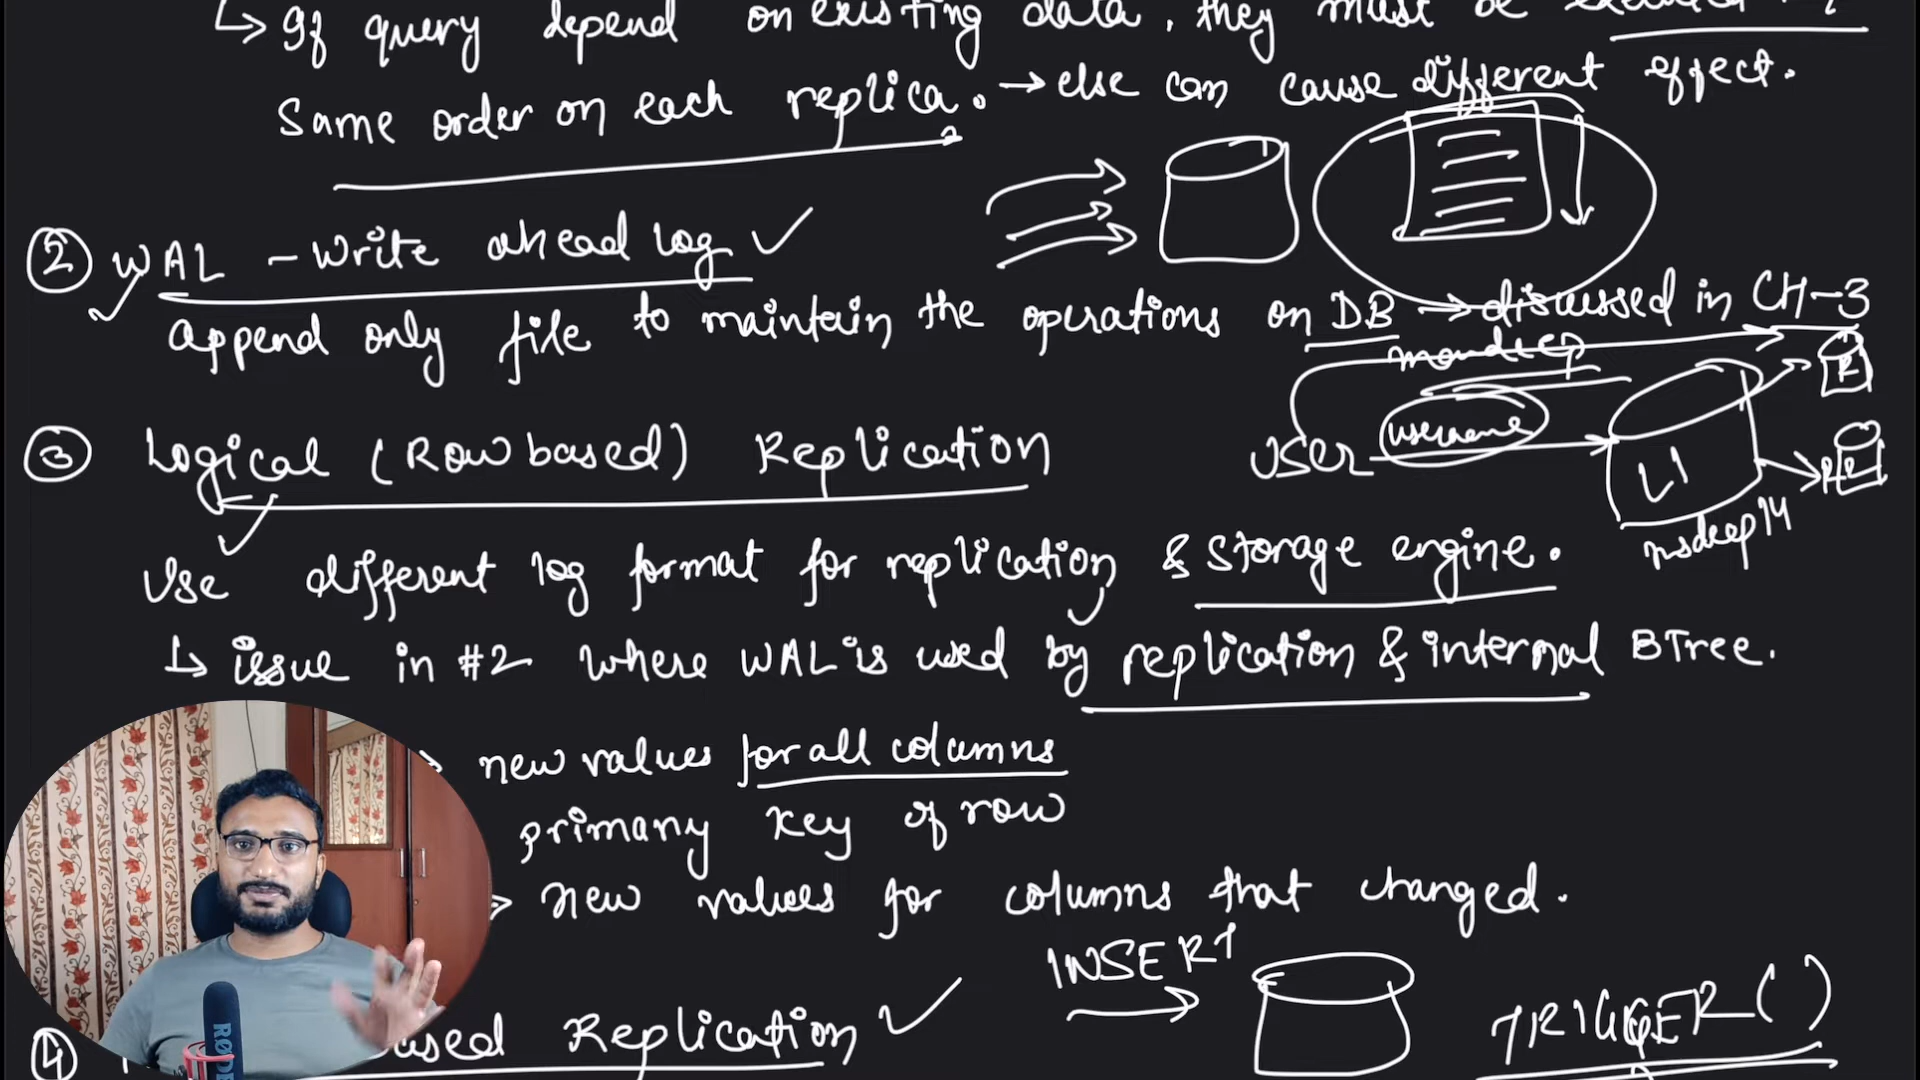 ↳ If query depend on existing data, they must be
Same order on each replica. → else can cause different effect.
② WAL - Write ahead log ✓
append only file to maintain the operations on DB → discussed in CH-3
mandeep
R
③ Logical (Row based) Replication
USER username L1
msdeep14
Use different log format for replication & storage engine.
↳ issue in #2 where WAL is used by replication & internal BTree.
new values for all columns
primary key of row
→ new values for columns that changed.
INSERT
④ based Replication ✓
TRIGGER()
RØDE